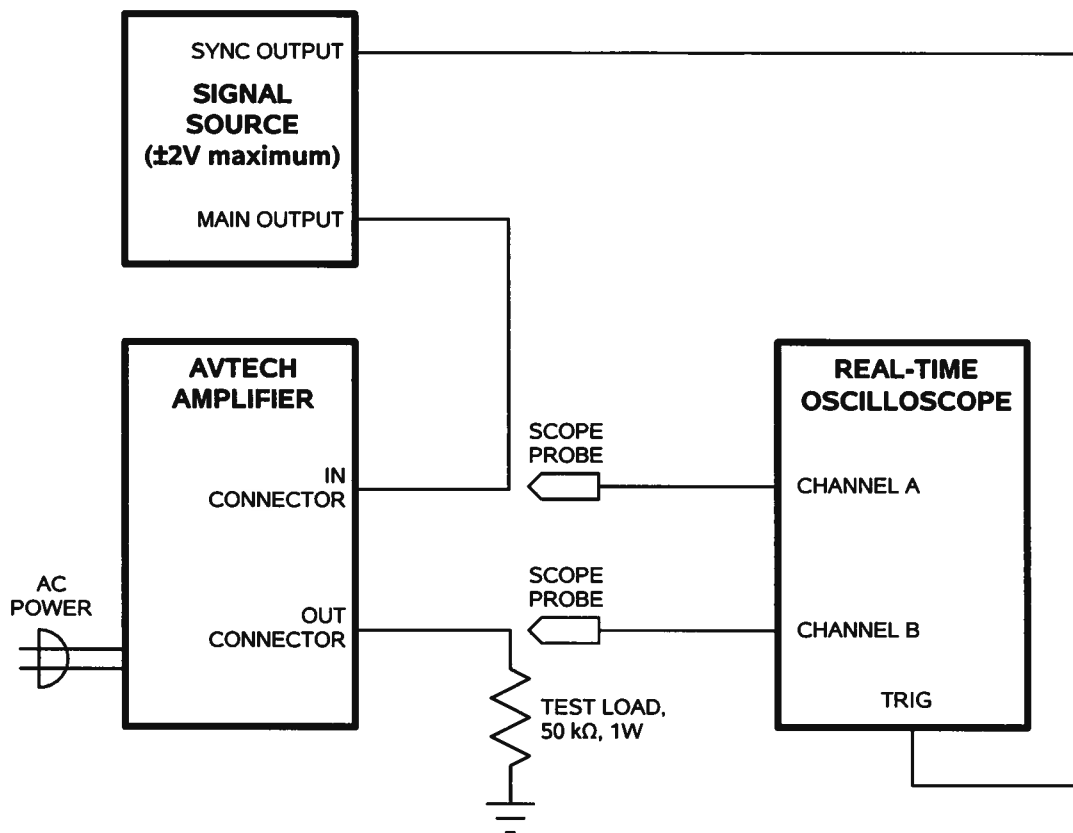 SYNC OUTPUT
SIGNAL
SOURCE
(±2V maximum)
MAIN OUTPUT
AVTECH
AMPLIFIER
IN
CONNECTOR
OUT
CONNECTOR
AC
POWER
SCOPE
PROBE
SCOPE
PROBE
TEST LOAD,
50 kΩ, 1W
REAL-TIME
OSCILLOSCOPE
CHANNEL A
CHANNEL B
TRIG